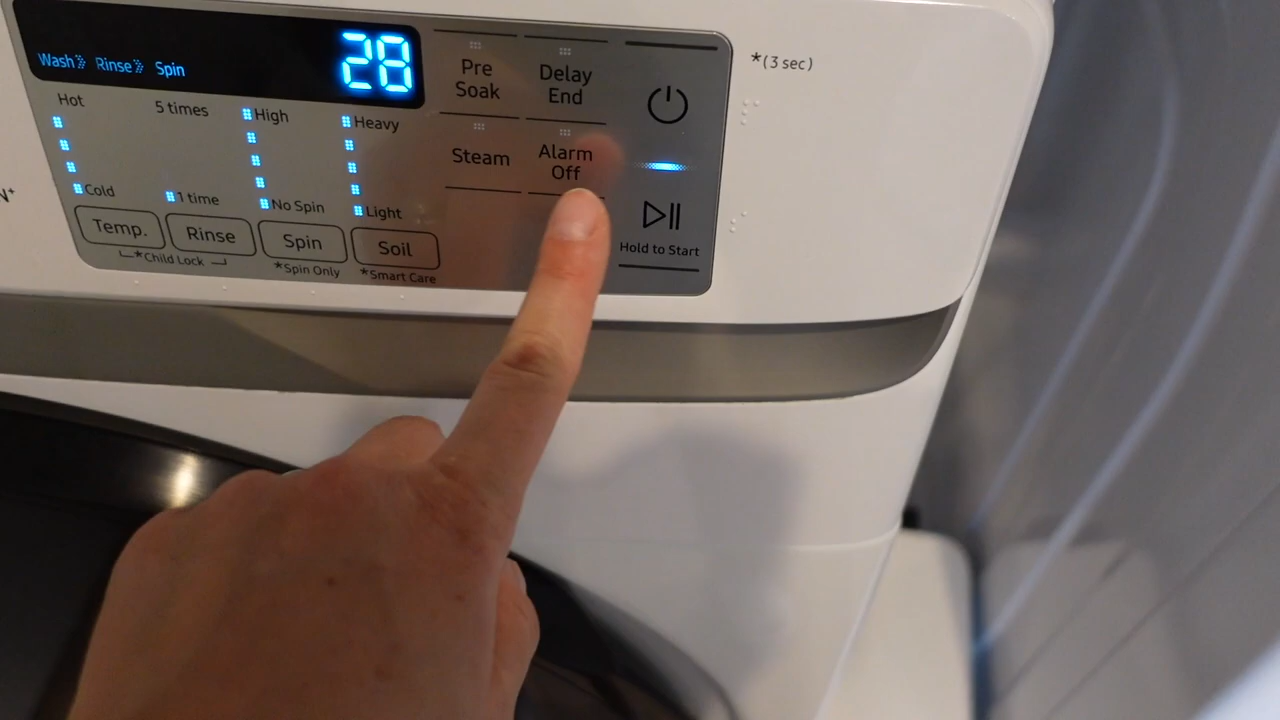 Wash Rinse Spin
28
Hot
5 times
High
Heavy
Cold
1 time
No Spin
Light
Temp.
Rinse
Spin
Soil
*Child Lock
*Spin Only
*Smart Care
Pre
Soak
Delay
End
Steam
Alarm
Off
Hold to Start
*(3 sec)